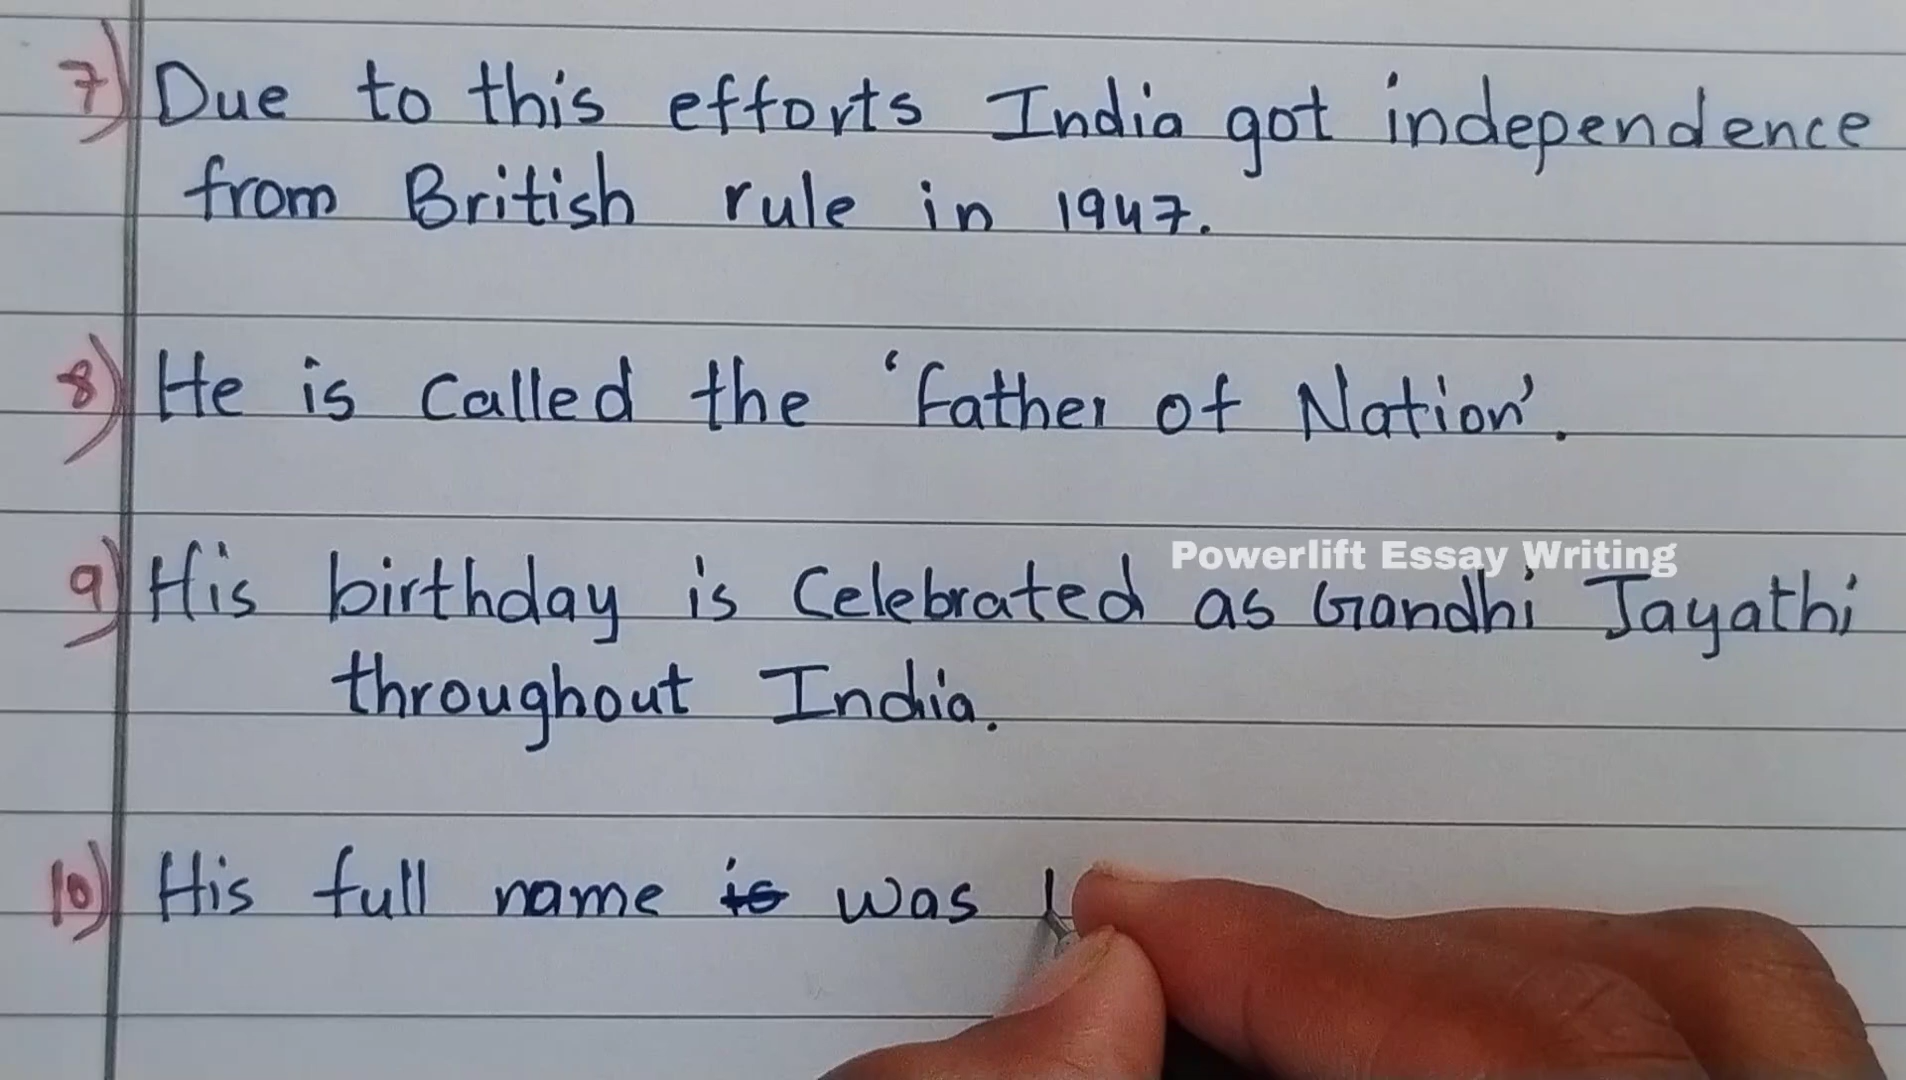 7) Due to this efforts India got independence
from British rule in 1947.
8) He is called the 'father of Nation'.
Powerlift Essay Writing
9) His birthday is celebrated as Gandhi Jayathi
throughout India.
10) His full name is was